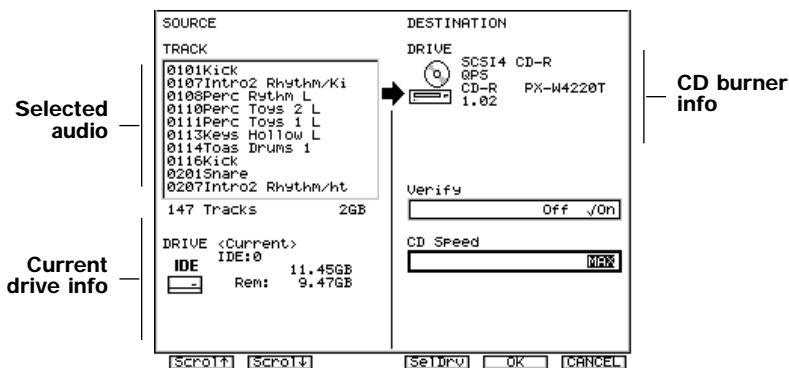 SOURCE
TRACK
0101Kick
0107Intro2 Rhythm/Ki
0108Perc Rythm L
0110Perc Toys 2 L
0111Perc Toys 1 L
0113Keys Hollow L
0114Toas Drums 1
0116Kick
0201Snare
0207Intro2 Rhythm/ht
147 Tracks 2GB
DRIVE <Current>
IDE:0
IDE
11.45GB
Rem: 9.47GB
DESTINATION
DRIVE
SCSI4 CD-R
QPS
CD-R PX-W4220T
1.02
Verify
Off √On
CD Speed
MAX
Scrol↑ Scrol↓ SelDrv OK CANCEL
Selected
audio
Current
drive info
CD burner
info